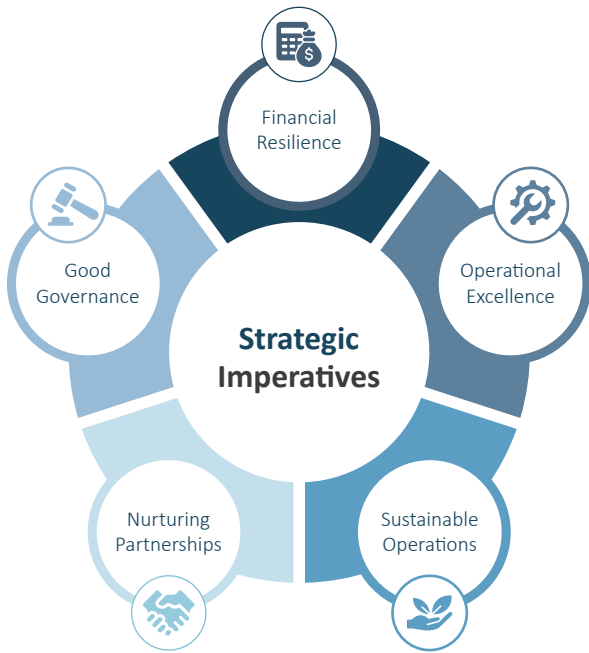 Financial
Resilience
Good
Governance
Operational
Excellence
Strategic
Imperatives
Nurturing
Partnerships
Sustainable
Operations